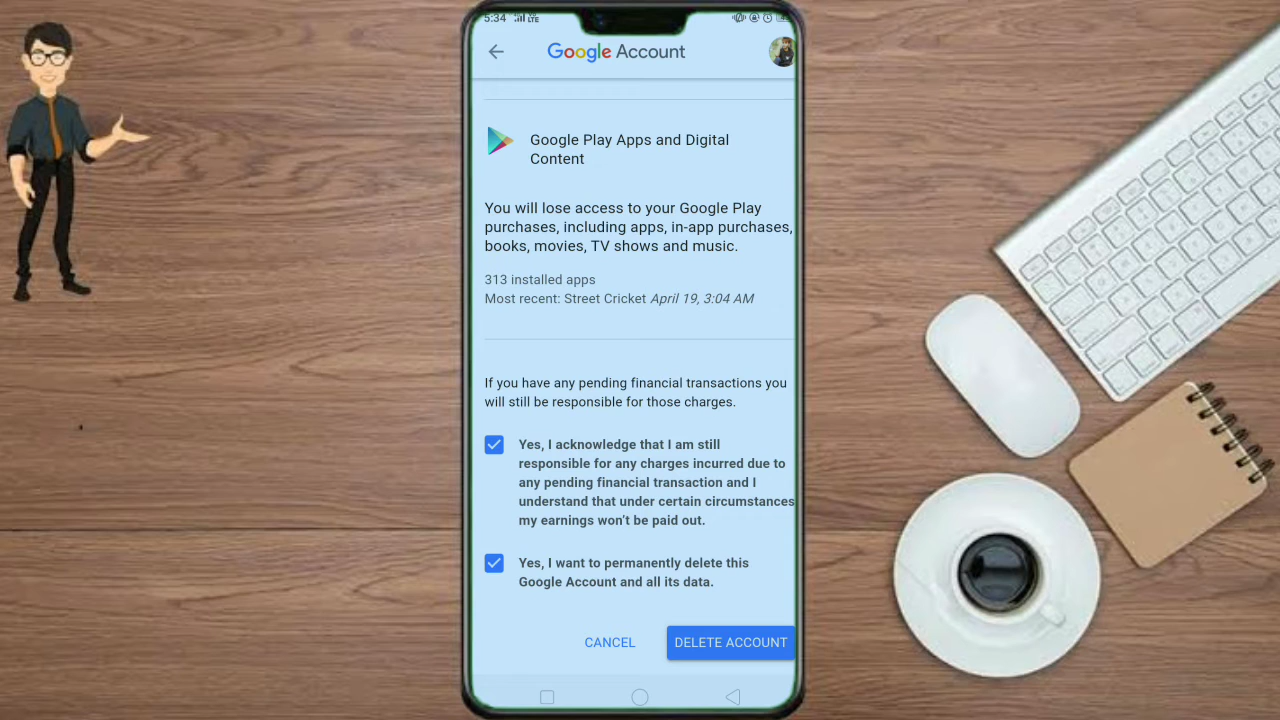 5:34
Google Account
Google Play Apps and Digital
Content
You will lose access to your Google Play
purchases, including apps, in-app purchases,
books, movies, TV shows and music.
313 installed apps
Most recent: Street Cricket April 19, 3:04 AM
If you have any pending financial transactions you
will still be responsible for those charges.
Yes, I acknowledge that I am still
responsible for any charges incurred due to
any pending financial transaction and I
understand that under certain circumstances
my earnings won't be paid out.
Yes, I want to permanently delete this
Google Account and all its data.
CANCEL DELETE ACCOUNT